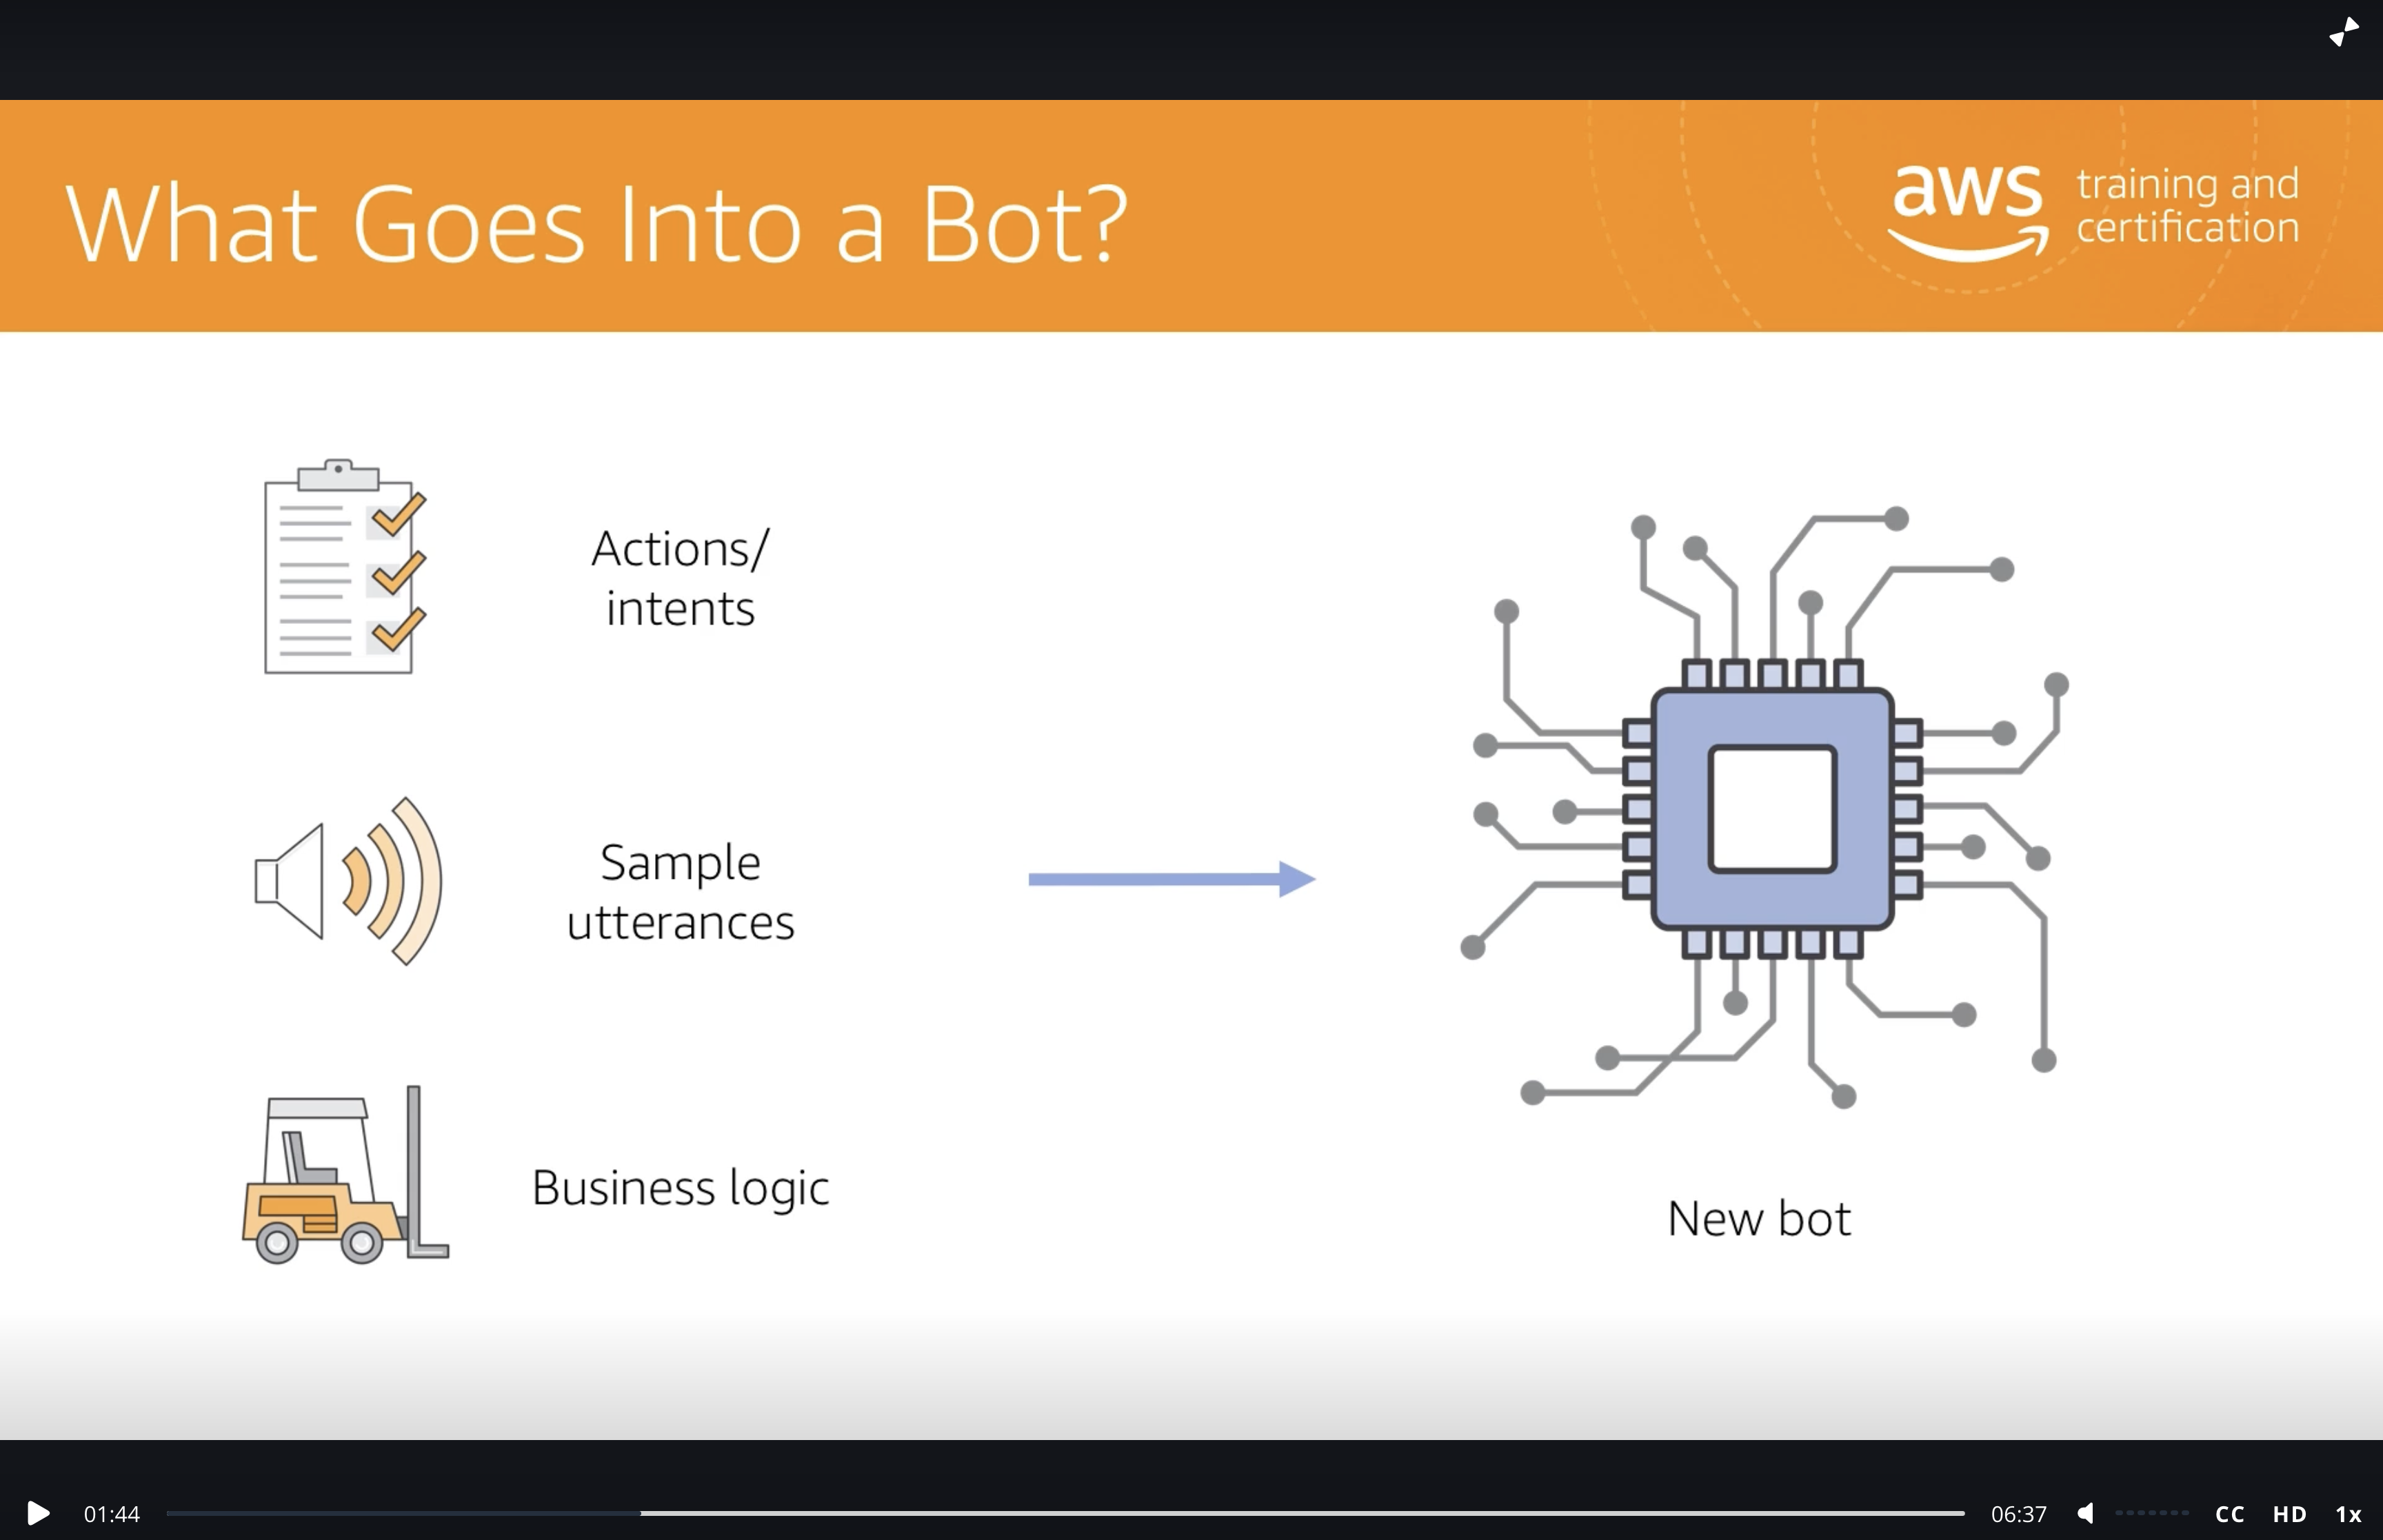 What Goes Into a Bot?
aws training and
certification
Actions/
intents
Sample
utterances
Business logic
New bot
01:44
06:37
CC
HD
1x